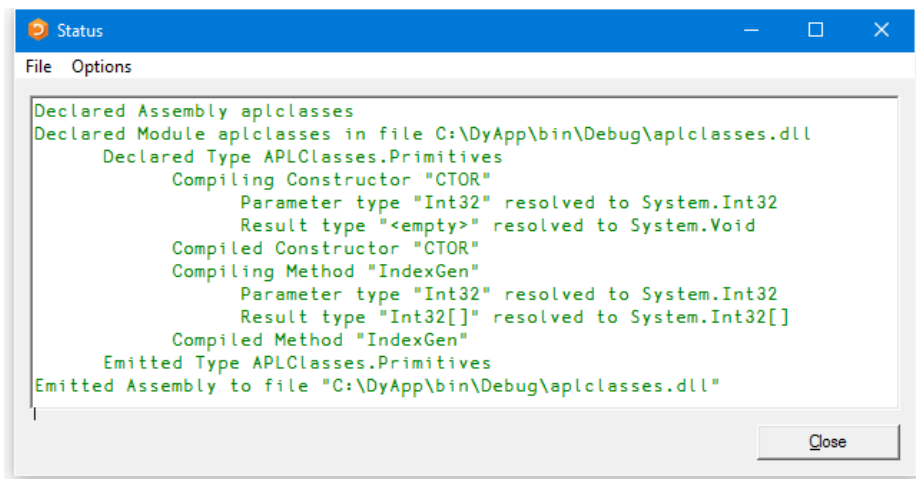 Status
File Options
Declared Assembly aplclasses
Declared Module aplclasses in file C:\DyApp\bin\Debug\aplclasses.dll
Declared Type APLClasses.Primitives
Compiling Constructor "CTOR"
Parameter type "Int32" resolved to System.Int32
Result type "<empty>" resolved to System.Void
Compiled Constructor "CTOR"
Compiling Method "IndexGen"
Parameter type "Int32" resolved to System.Int32
Result type "Int32[]" resolved to System.Int32[]
Compiled Method "IndexGen"
Emitted Type APLClasses.Primitives
Emitted Assembly to file "C:\DyApp\bin\Debug\aplclasses.dll"
Close